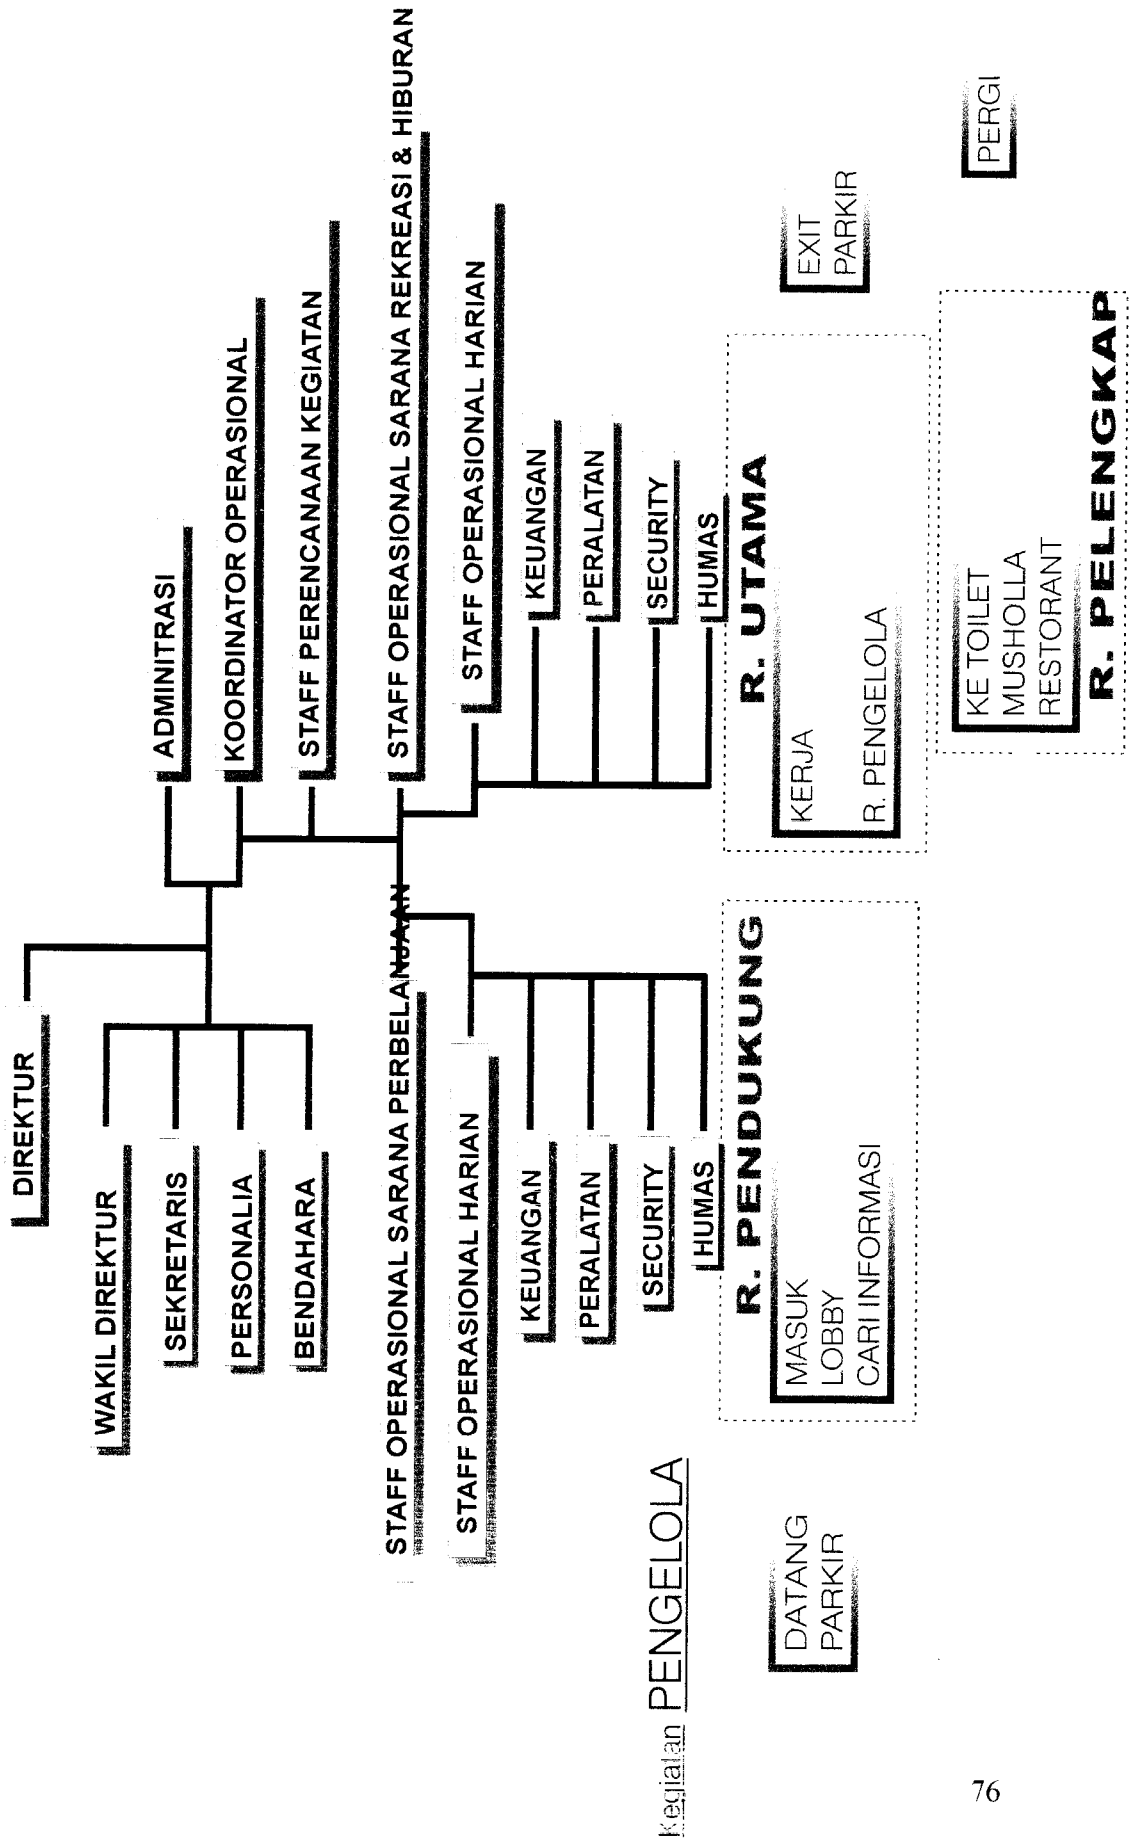 DIREKTUR
WAKIL DIREKTUR
SEKRETARIS
PERSONALIA
BENDAHARA
ADMINITRASI
KOORDINATOR OPERASIONAL
STAFF PERENCANAAN KEGIATAN
STAFF OPERASIONAL SARANA PERBELANJAAN
STAFF OPERASIONAL SARANA REKREASI & HIBURAN
STAFF OPERASIONAL HARIAN
STAFF OPERASIONAL HARIAN
KEUANGAN
PERALATAN
SECURITY
HUMAS
KEUANGAN
PERALATAN
SECURITY
HUMAS
Kegiatan PENGELOLA
DATANG
PARKIR
R. PENDUKUNG
MASUK
LOBBY
CARI INFORMASI
R. UTAMA
KERJA
R. PENGELOLA
EXIT
PARKIR
KE TOILET
MUSHOLLA
RESTORANT
R. PELENGKAP
PERGI
76